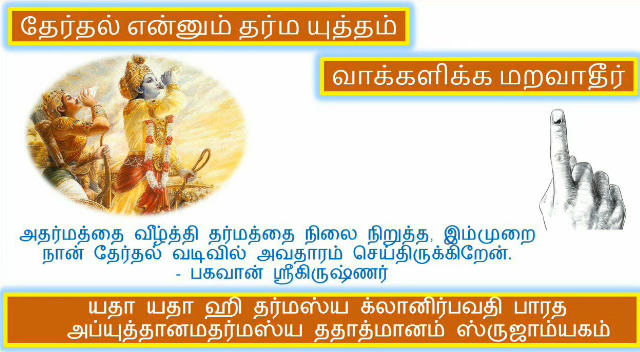 தேர்தல் என்னும் தர்ம யுத்தம்
வாக்களிக்க மறவாதீர்
அதர்மத்தை வீழ்த்தி தர்மத்தை நிலை நிறுத்த, இம்முறை
நான் தேர்தல் வடிவில் அவதாரம் செய்திருக்கிறேன்.
- பகவான் ஸ்ரீகிருஷ்ணர்
யதா யதா ஹி தர்மஸ்ய க்லானிர்பவதி பாரத
அப்யுத்தானமதர்மஸ்ய ததாத்மானம் ஸ்ருஜாம்யகம்